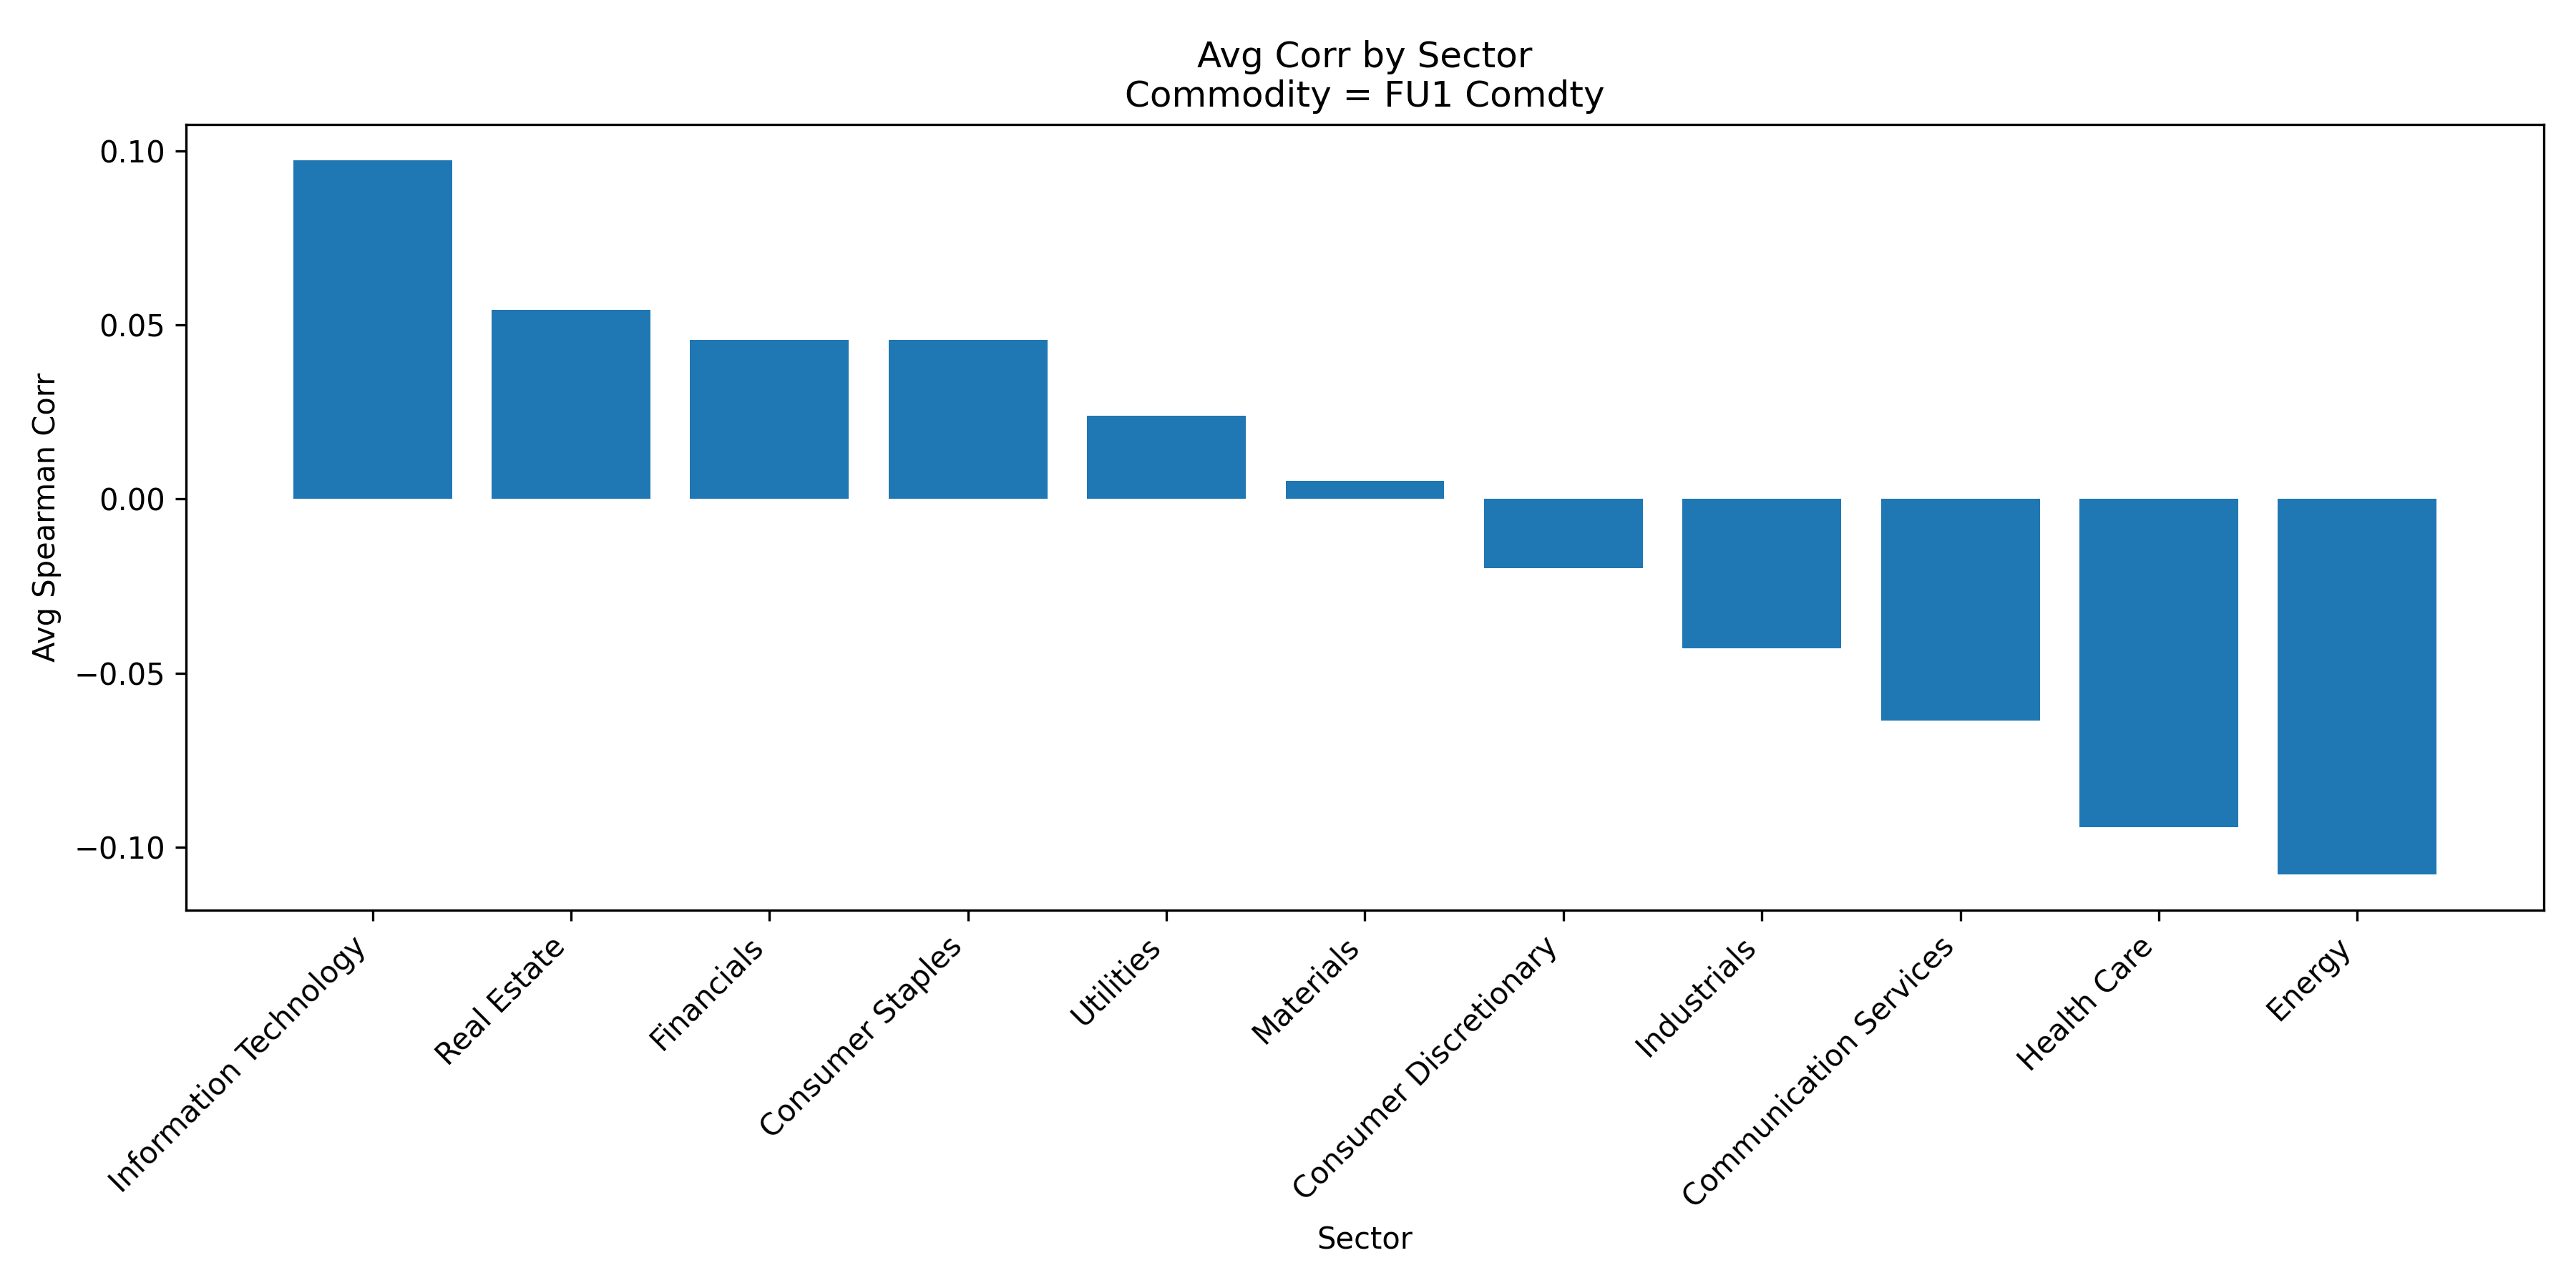 Avg Corr by Sector
Commodity = FU1 Comdty
Avg Spearman Corr
0.10
0.05
0.00
−0.05
−0.10
Information Technology
Real Estate
Financials
Consumer Staples
Utilities
Materials
Consumer Discretionary
Industrials
Communication Services
Health Care
Energy
Sector